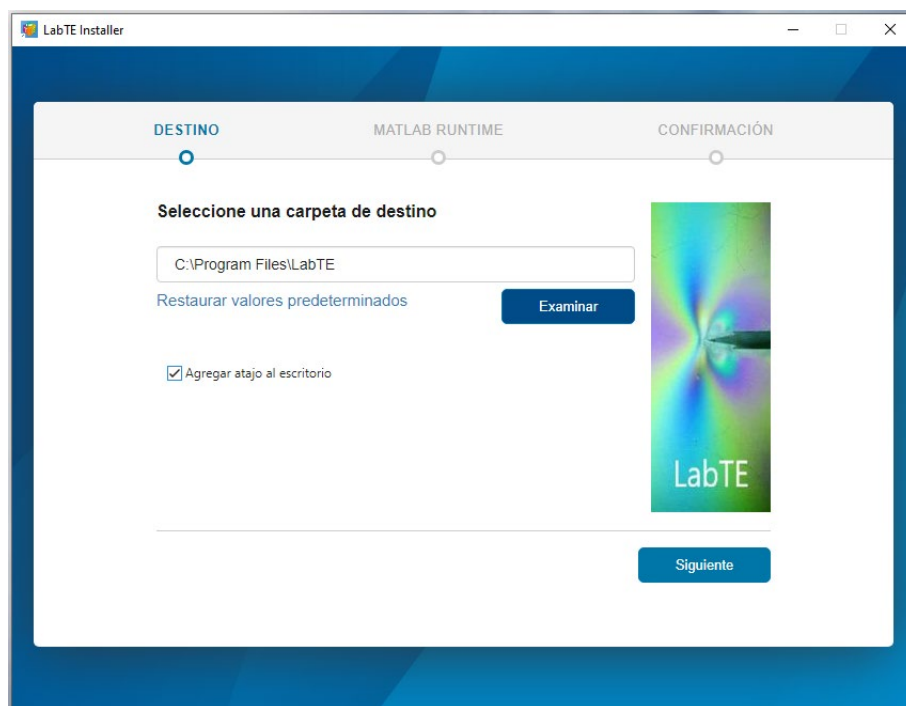 LabTE Installer
DESTINO
MATLAB RUNTIME
CONFIRMACIÓN
Seleccione una carpeta de destino
C:\Program Files\LabTE
Restaurar valores predeterminados
Examinar
Agregar atajo al escritorio
LabTE
Siguiente